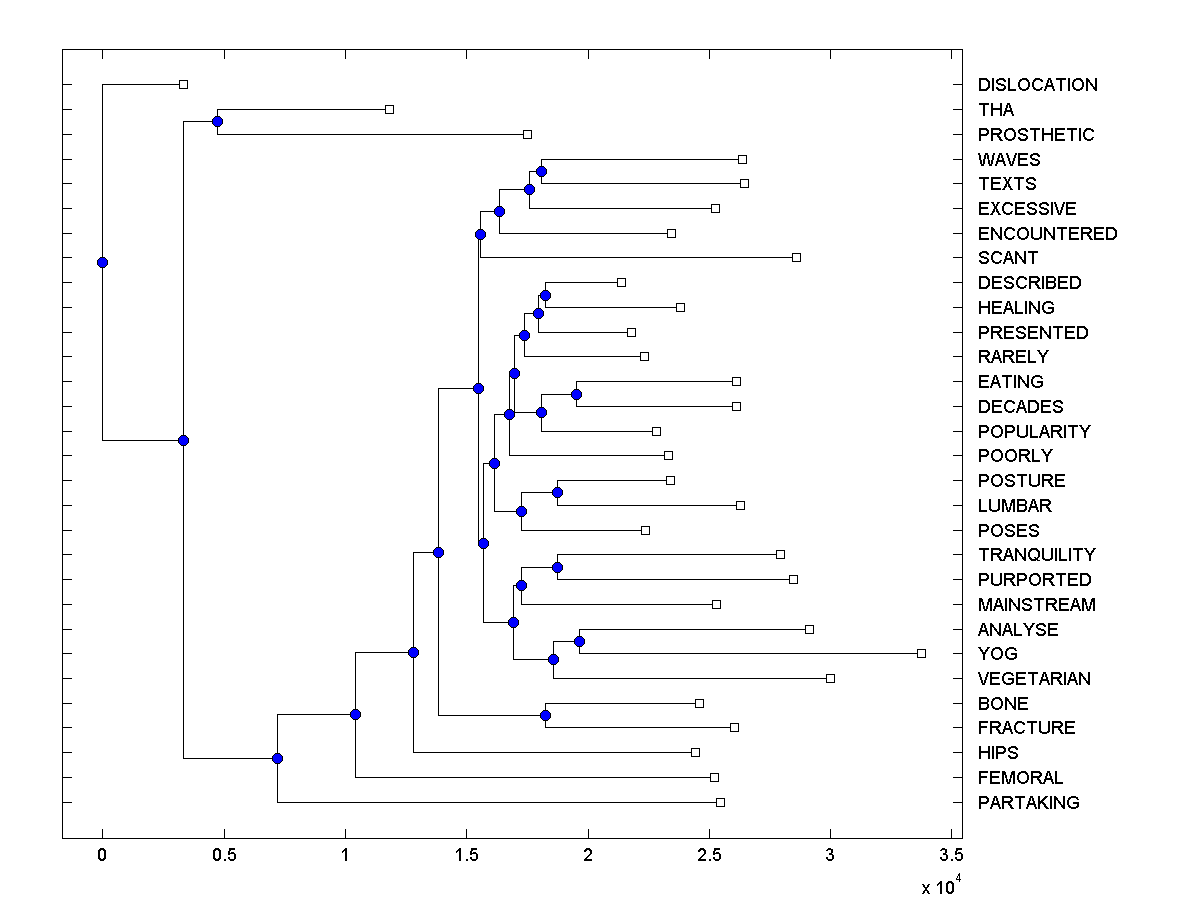 DISLOCATION
THA
PROSTHETIC
WAVES
TEXTS
EXCESSIVE
ENCOUNTERED
SCANT
DESCRIBED
HEALING
PRESENTED
RARELY
EATING
DECADES
POPULARITY
POORLY
POSTURE
LUMBAR
POSES
TRANQUILITY
PURPORTED
MAINSTREAM
ANALYSE
YOG
VEGETARIAN
BONE
FRACTURE
HIPS
FEMORAL
PARTAKING
0 0.5 1 1.5 2 2.5 3 3.5
x 10^4